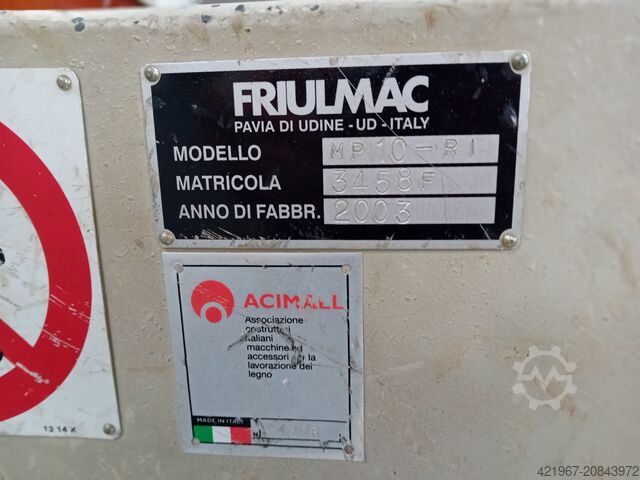 FRIULMAC
PAVIA DI UDINE - UD - ITALY
MODELLO MP10-RI
MATRICOLA 3458F
ANNO DI FABBR. 2003
ACIMALL
Associazione
costruttori
italiani
macchine ed
accessori per la
lavorazione del
legno
MADE IN ITALY
13 14 K
421967-20843972